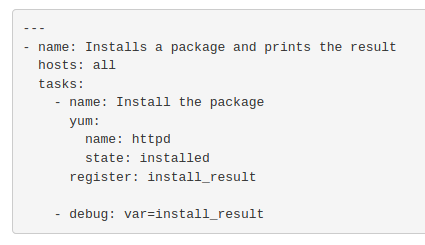 ---
- name: Installs a package and prints the result
  hosts: all
  tasks:
    - name: Install the package
      yum:
        name: httpd
        state: installed
      register: install_result

    - debug: var=install_result